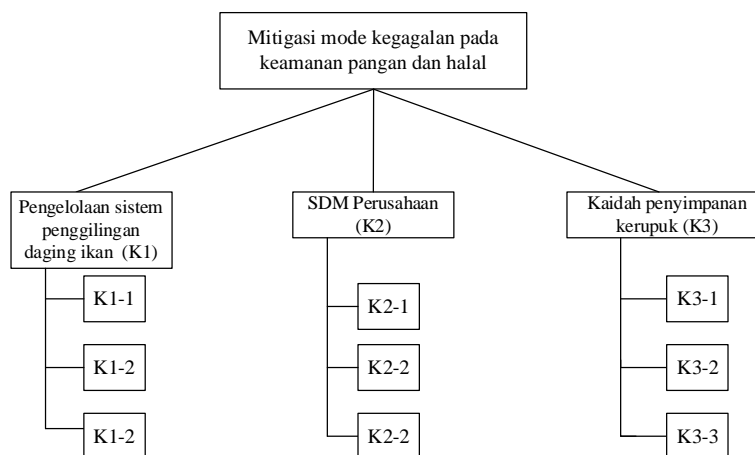 Mitigasi mode kegagalan pada
keamanan pangan dan halal
Pengelolaan sistem
penggilingan
daging ikan (K1)
K1-1
K1-2
K1-2
SDM Perusahaan
(K2)
K2-1
K2-2
K2-2
Kaidah penyimpanan
kerupuk (K3)
K3-1
K3-2
K3-3